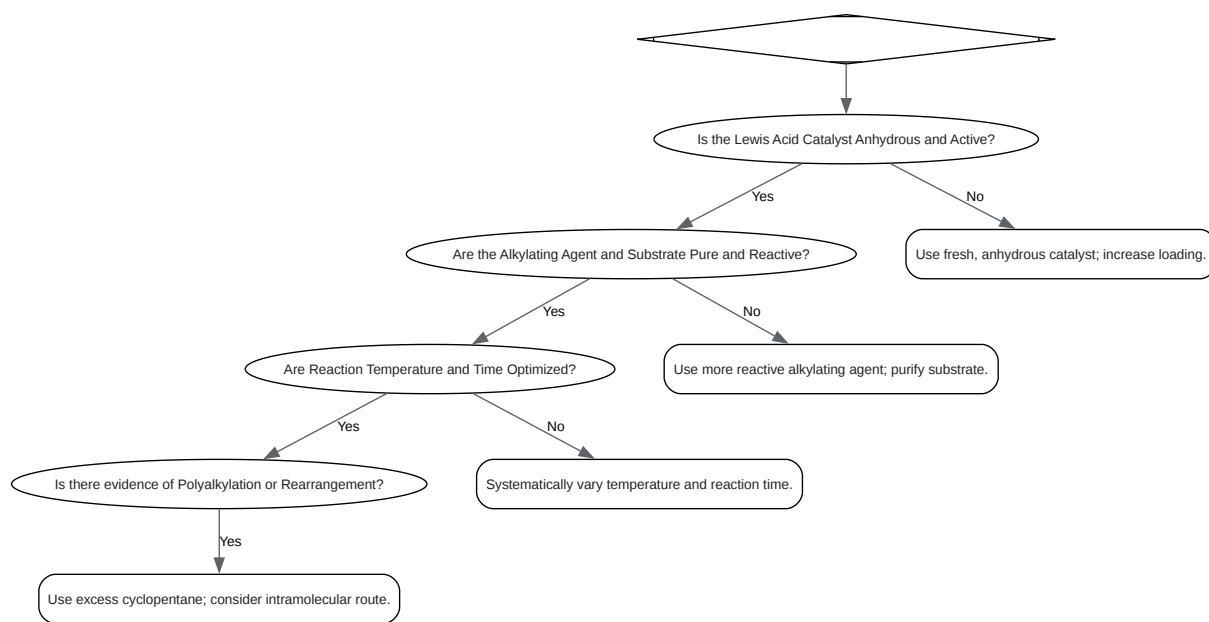 Is the Lewis Acid Catalyst Anhydrous and Active?
Yes
No
Are the Alkylating Agent and Substrate Pure and Reactive?
Use fresh, anhydrous catalyst; increase loading.
Yes
No
Are Reaction Temperature and Time Optimized?
Use more reactive alkylating agent; purify substrate.
Yes
No
Is there evidence of Polyalkylation or Rearrangement?
Systematically vary temperature and reaction time.
Yes
Use excess cyclopentane; consider intramolecular route.